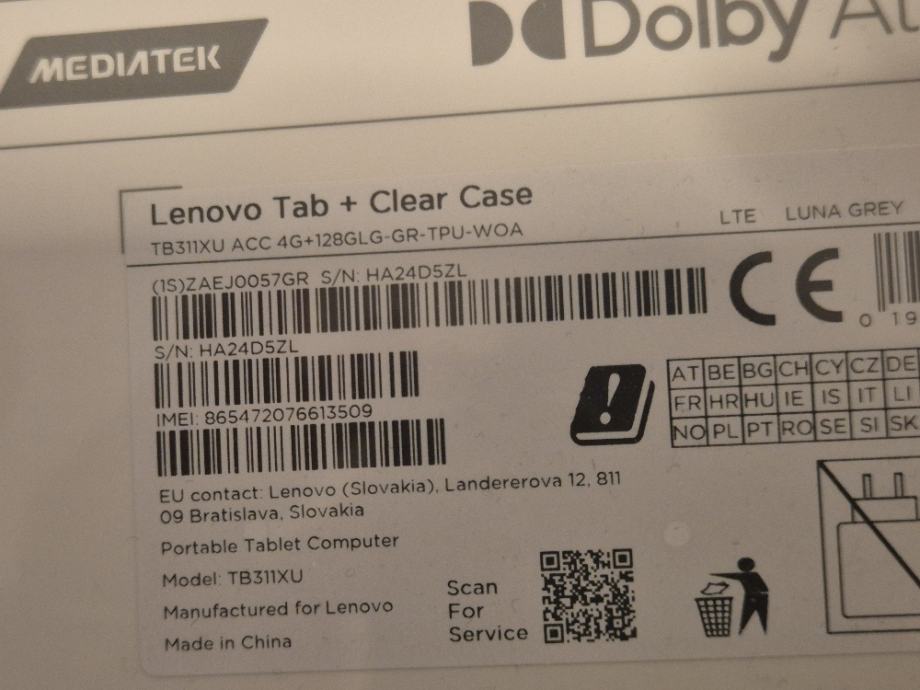 MEDIATEK
Dolby
Lenovo Tab + Clear Case
LTE LUNA GREY
TB311XU ACC 4G+128GLG-GR-TPU-WOA
(1S)ZAEJ0057GR S/N: HA24D5ZL
S/N: HA24D5ZL
CE
0 19
IMEI: 865472076613509
AT BE BG CH CY CZ DE
FR HR HU IE IS IT LI
NO PL PT RO SE SI SK
EU contact: Lenovo (Slovakia), Landererova 12, 811
09 Bratislava, Slovakia
Portable Tablet Computer
Model: TB311XU
Manufactured for Lenovo
Made in China
Scan
For
Service